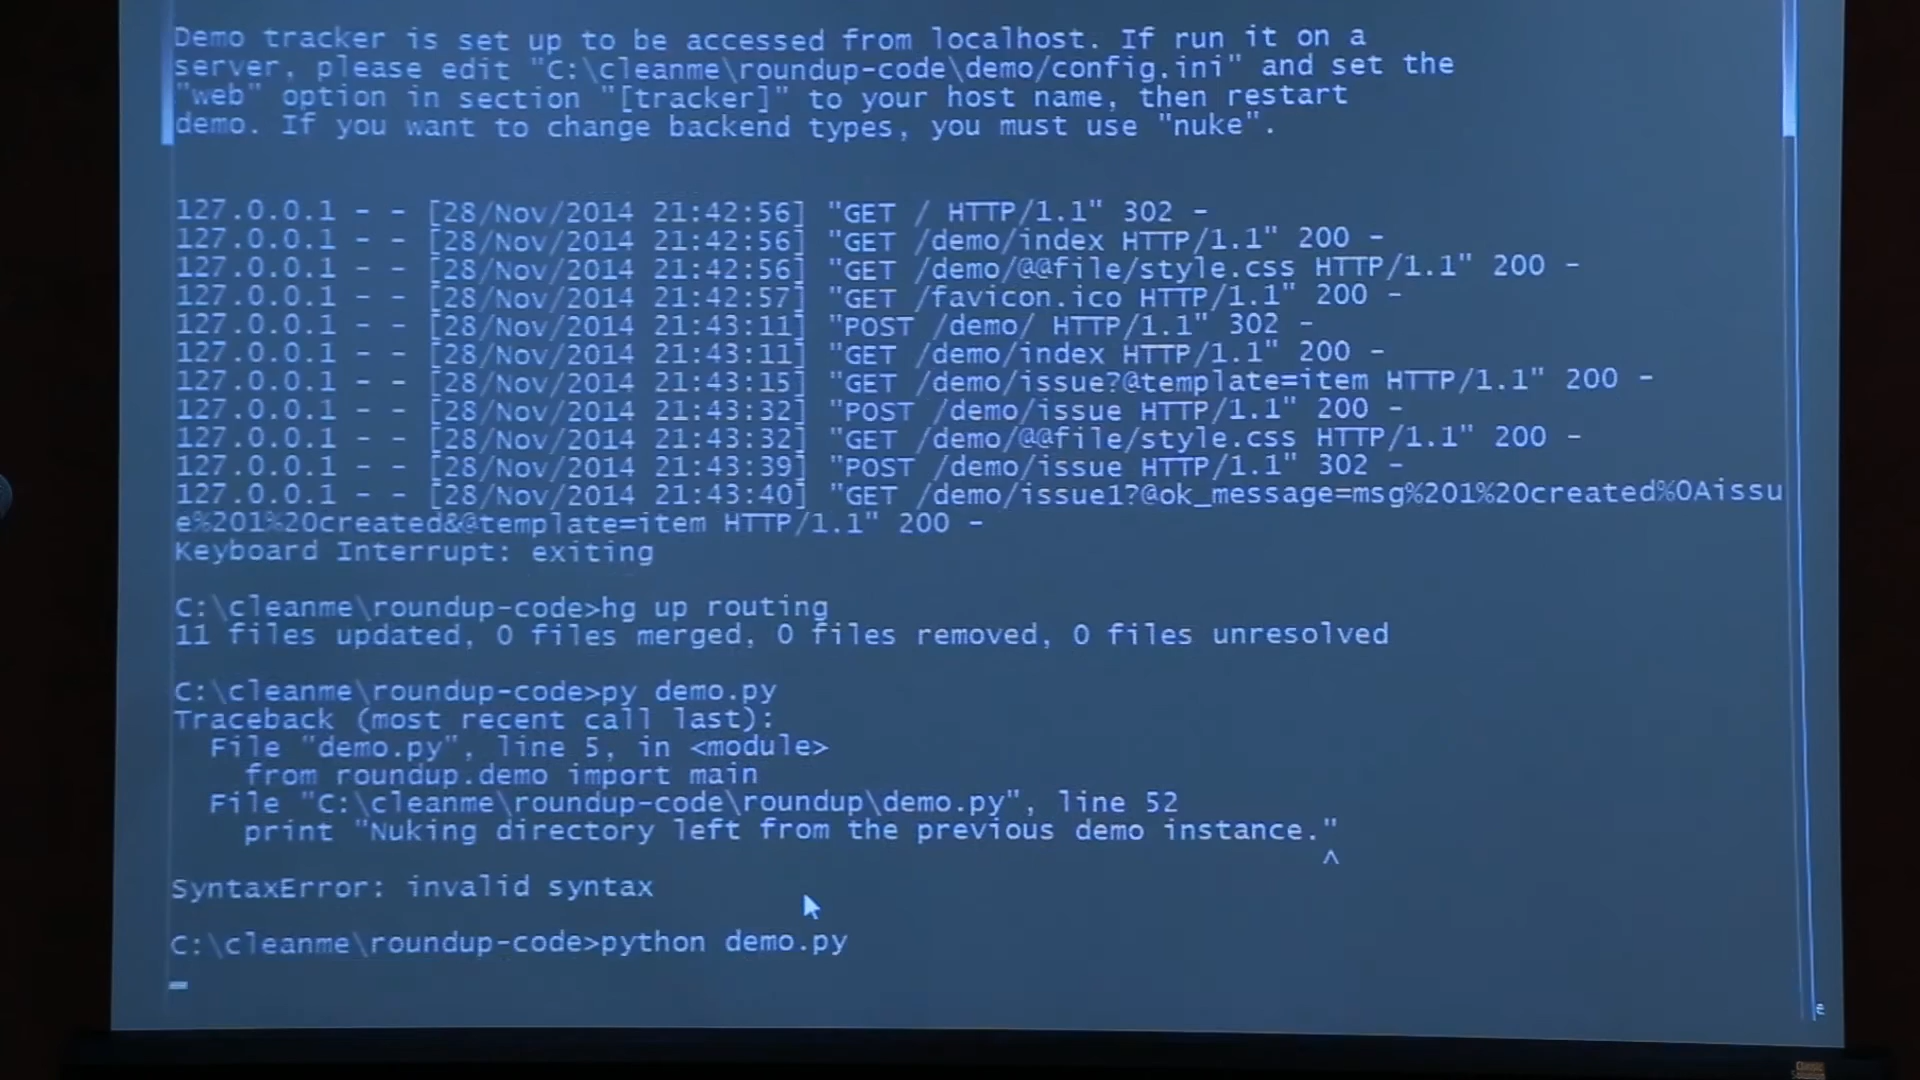 Demo tracker is set up to be accessed from localhost. If run it on a
server, please edit "C:\cleanme\roundup-code\demo/config.ini" and set the
"web" option in section "[tracker]" to your host name, then restart
demo. If you want to change backend types, you must use "nuke".
127.0.0.1 - - [28/Nov/2014 21:42:56] "GET / HTTP/1.1" 302 -
127.0.0.1 - - [28/Nov/2014 21:42:56] "GET /demo/index HTTP/1.1" 200 -
127.0.0.1 - - [28/Nov/2014 21:42:56] "GET /demo/@@file/style.css HTTP/1.1" 200 -
127.0.0.1 - - [28/Nov/2014 21:42:57] "GET /favicon.ico HTTP/1.1" 200 -
127.0.0.1 - - [28/Nov/2014 21:43:11] "POST /demo/ HTTP/1.1" 302 -
127.0.0.1 - - [28/Nov/2014 21:43:11] "GET /demo/index HTTP/1.1" 200 -
127.0.0.1 - - [28/Nov/2014 21:43:15] "GET /demo/issue?@template=item HTTP/1.1" 200 -
127.0.0.1 - - [28/Nov/2014 21:43:32] "POST /demo/issue HTTP/1.1" 200 -
127.0.0.1 - - [28/Nov/2014 21:43:32] "GET /demo/@@file/style.css HTTP/1.1" 200 -
127.0.0.1 - - [28/Nov/2014 21:43:39] "POST /demo/issue HTTP/1.1" 302 -
127.0.0.1 - - [28/Nov/2014 21:43:40] "GET /demo/issue1?@ok_message=msg%201%20created%0Aissu
e%201%20created&@template=item HTTP/1.1" 200 -
Keyboard Interrupt: exiting
C:\cleanme\roundup-code>hg up routing
11 files updated, 0 files merged, 0 files removed, 0 files unresolved
C:\cleanme\roundup-code>py demo.py
Traceback (most recent call last):
  File "demo.py", line 5, in <module>
    from roundup.demo import main
  File "C:\cleanme\roundup-code\roundup\demo.py", line 52
    print "Nuking directory left from the previous demo instance."
                                                                 ^
SyntaxError: invalid syntax
C:\cleanme\roundup-code>python demo.py